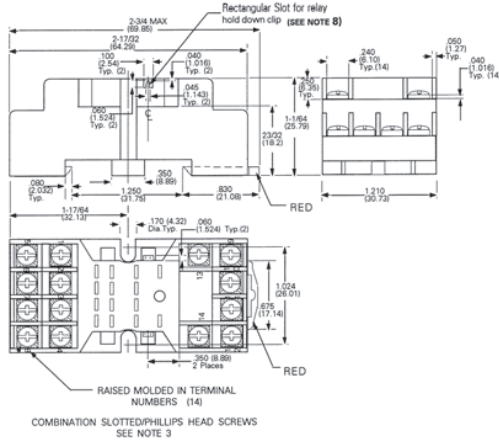 Rectangular Slot for relay
hold down clip (SEE NOTE 8)
2-3/4 MAX
(69.85)
2-17/32
(64.29)
.100
(2.54)
Typ. (2)
.040
(1.016)
Typ. (2)
.045
(1.143)
Typ. (2)
.060
(1.524)
Typ. (2)
23/32
(18.2)
.350
(8.89)
.080
(2.032)
Typ.
1.250
(31.75)
.830
(21.08)
RED
.240
(6.10)
Typ.(14)
.050
(1.27)
Typ.
.040
(1.016)
Typ. (14
.250
(6.35)
Typ.
1-1/64
(25.79)
1.210
(30.73)
1-17/64
(32.13)
.170 (4.32)
Dia.Typ.
.060
(1.524) Typ.(2)
13
14
1.024
(26.01)
.675
(17.14)
.350 (8.89)
2 Places
RED
RAISED MOLDED IN TERMINAL
NUMBERS (14)
COMBINATION SLOTTED/PHILLIPS HEAD SCREWS
SEE NOTE 3